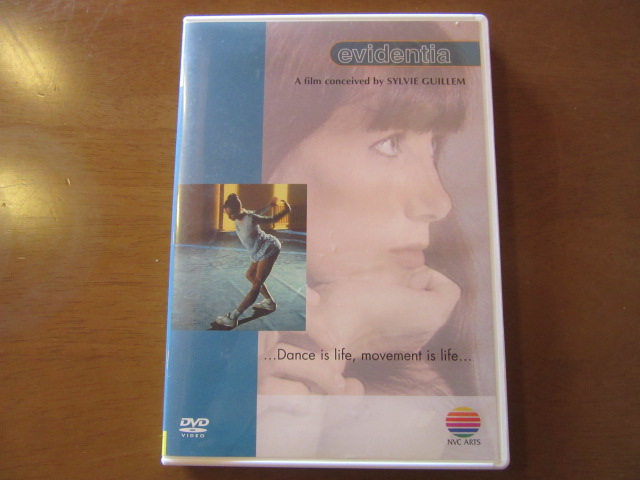 evidentia
A film conceived by SYLVIE GUILLEM
...Dance is life, movement is life...
DVD
VIDEO
NVC ARTS